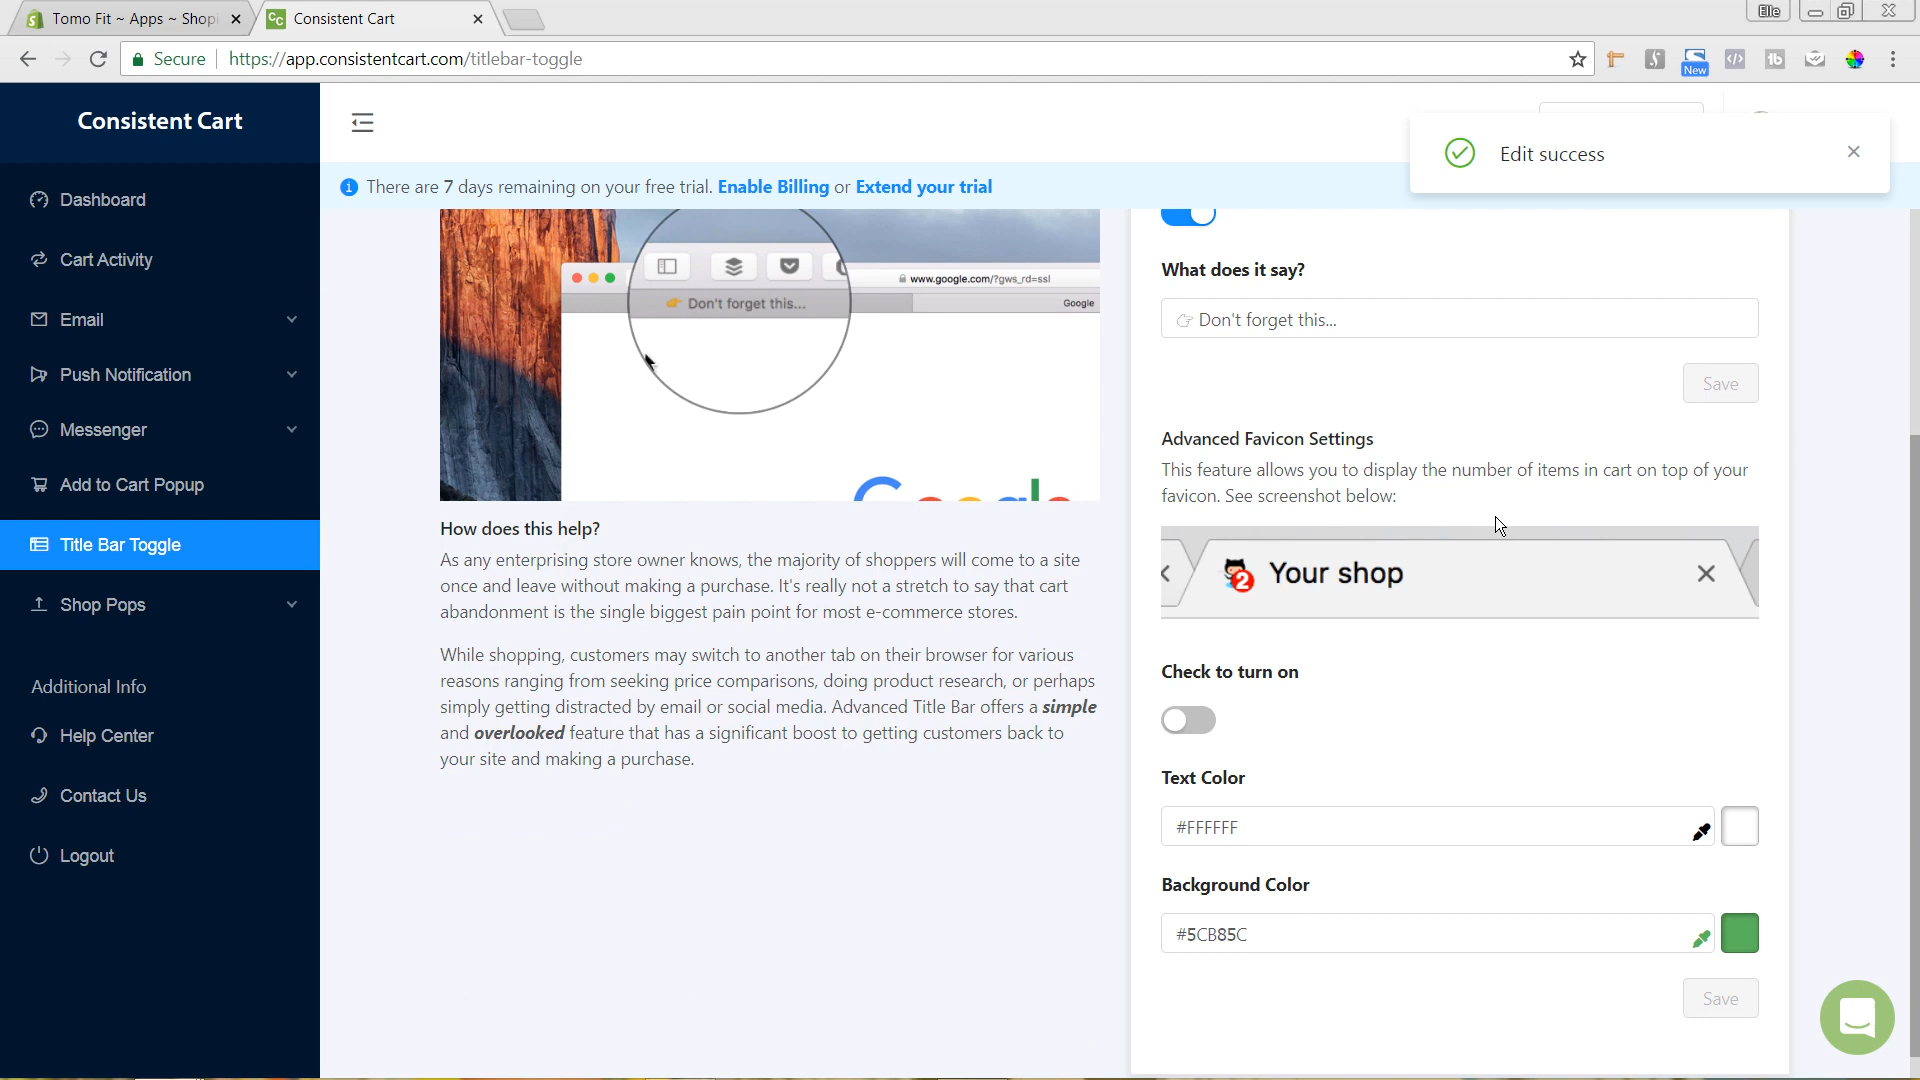 Tomo Fit ~ Apps ~ Shopi
Consistent Cart
Elle
Secure
https://app.consistentcart.com/titlebar-toggle
New
Consistent Cart
Edit success
There are 7 days remaining on your free trial. Enable Billing or Extend your trial
Dashboard
Cart Activity
Email
Push Notification
Messenger
Add to Cart Popup
Title Bar Toggle
Shop Pops
Additional Info
Help Center
Contact Us
Logout
www.google.com/?gws_rd=ssl
👉 Don't forget this...
Google
Google
How does this help?
As any enterprising store owner knows, the majority of shoppers will come to a site
once and leave without making a purchase. It's really not a stretch to say that cart
abandonment is the single biggest pain point for most e-commerce stores.
While shopping, customers may switch to another tab on their browser for various
reasons ranging from seeking price comparisons, doing product research, or perhaps
simply getting distracted by email or social media. Advanced Title Bar offers a simple
and overlooked feature that has a significant boost to getting customers back to
your site and making a purchase.
What does it say?
👉 Don't forget this...
Save
Advanced Favicon Settings
This feature allows you to display the number of items in cart on top of your
favicon. See screenshot below:
2 Your shop
Check to turn on
Text Color
#FFFFFF
Background Color
#5CB85C
Save